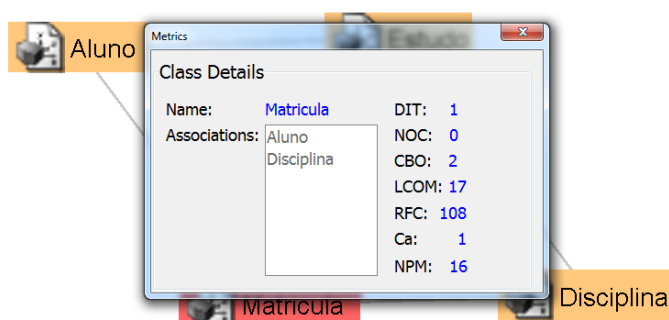 Aluno
Metrics
Estudo
Class Details
Name: Matricula
Associations: Aluno
Disciplina
DIT: 1
NOC: 0
CBO: 2
LCOM: 17
RFC: 108
Ca: 1
NPM: 16
Matricula
Disciplina